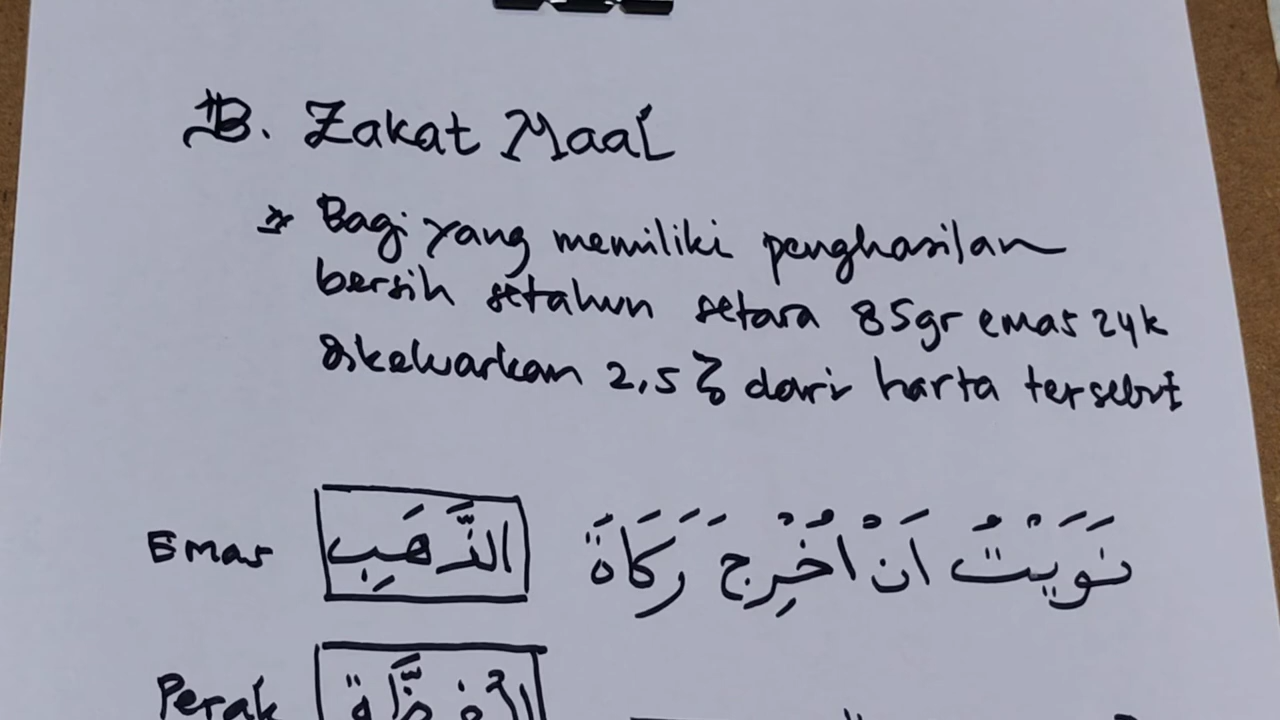 B. Zakat Maal
* Bagi yang memiliki penghasilan
bersih setahun setara 85gr emas 24k
dikeluarkan 2,5% dari harta tersebut
نَوَيْتُ اَنْ اُخْرِجَ زَكَاةَ الذَّهَبِ Emas
الفِضَّة Perak